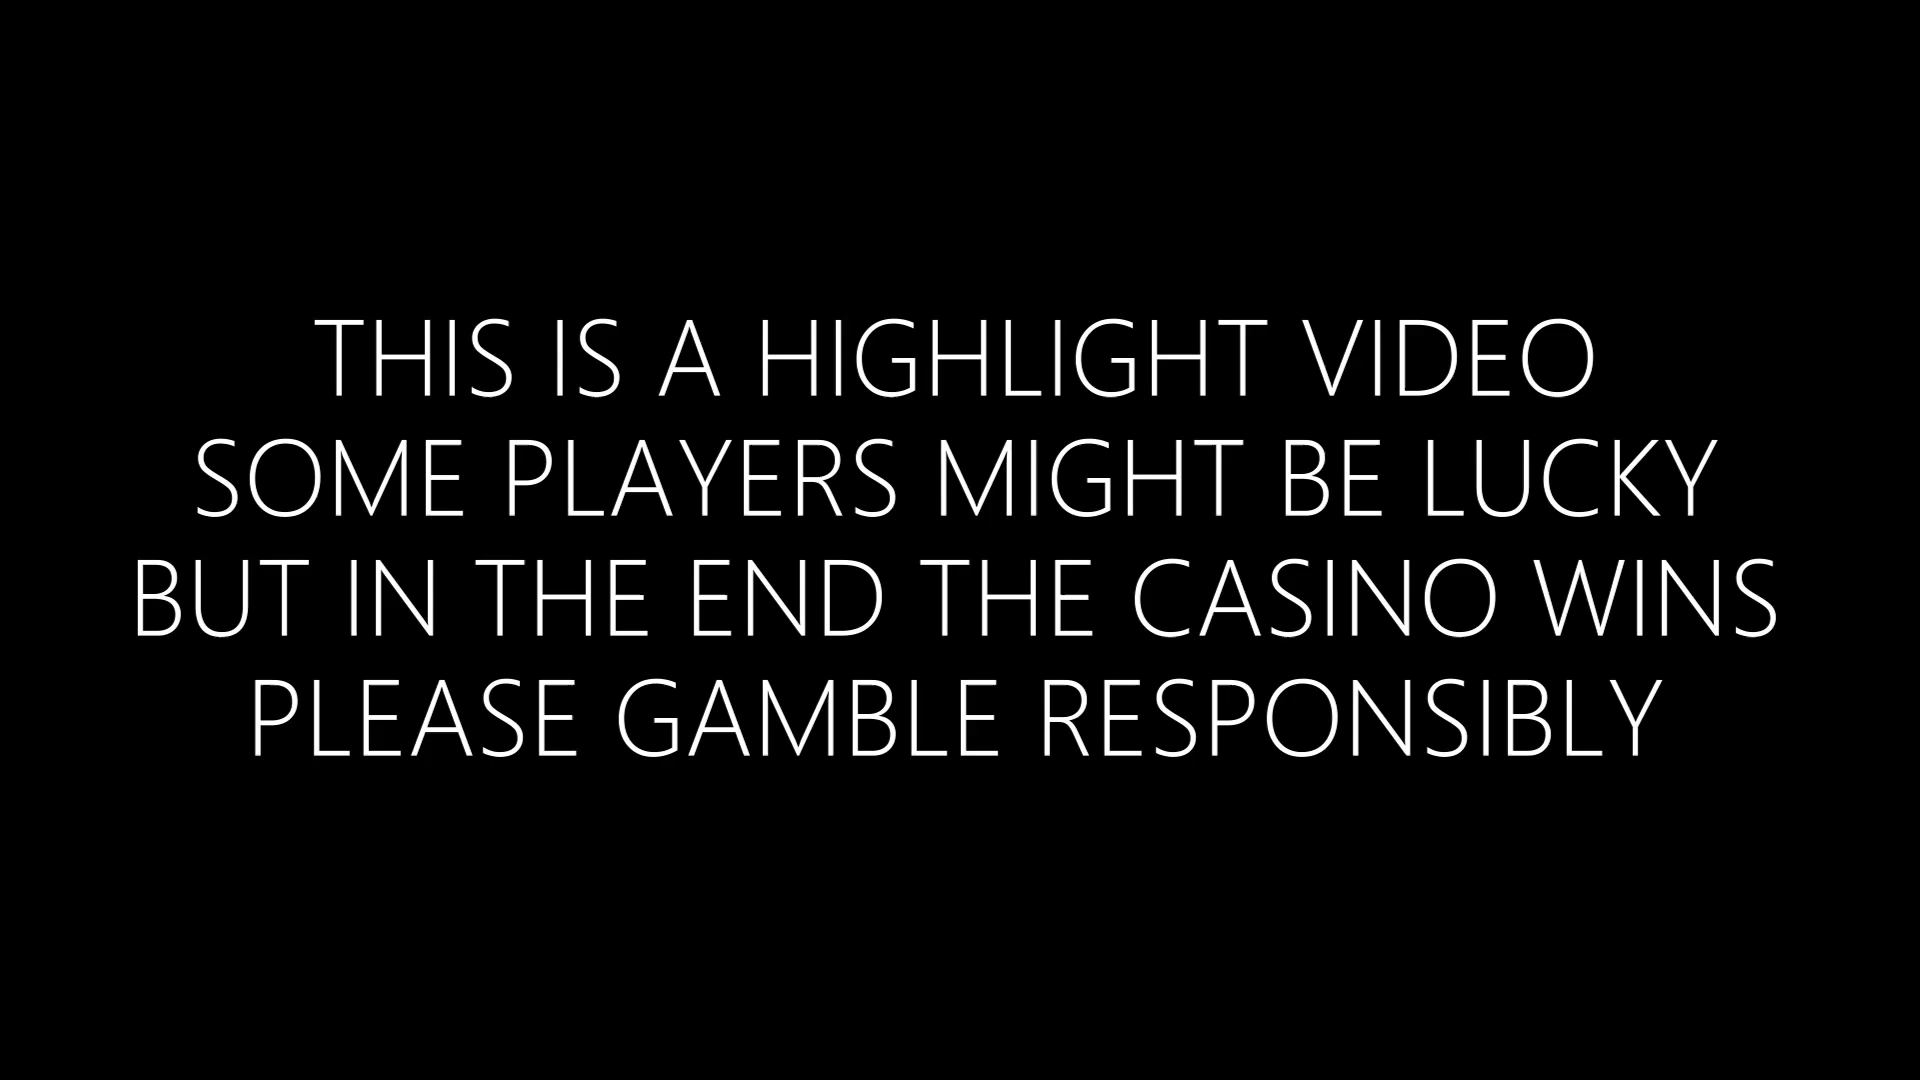 THIS IS A HIGHLIGHT VIDEO
SOME PLAYERS MIGHT BE LUCKY
BUT IN THE END THE CASINO WINS
PLEASE GAMBLE RESPONSIBLY